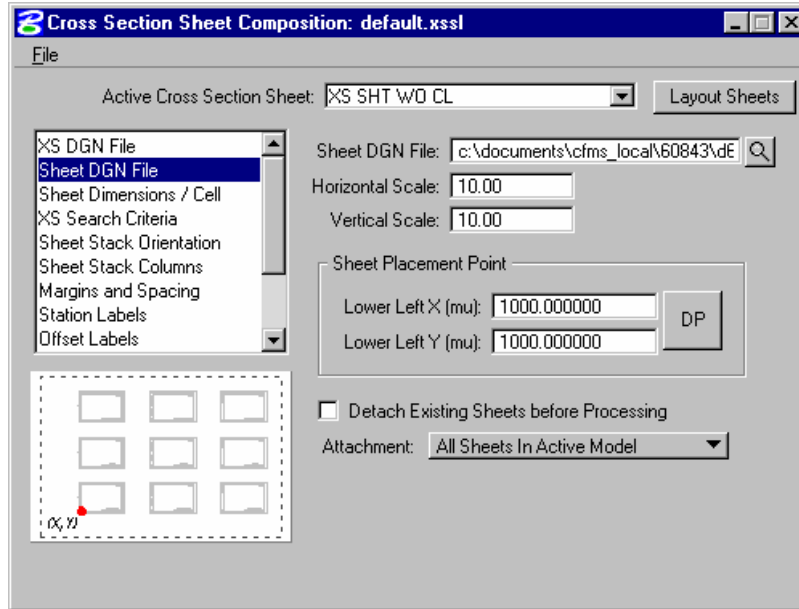 Cross Section Sheet Composition: default.xssl
File
Active Cross Section Sheet: XS SHT WO CL Layout Sheets
XS DGN File
Sheet DGN File
Sheet Dimensions / Cell
XS Search Criteria
Sheet Stack Orientation
Sheet Stack Columns
Margins and Spacing
Station Labels
Offset Labels
Sheet DGN File: c:\documents\cfms_local\60843\dE
Horizontal Scale: 10.00
Vertical Scale: 10.00
Sheet Placement Point
Lower Left X (mu): 1000.000000
Lower Left Y (mu): 1000.000000
DP
Detach Existing Sheets before Processing
Attachment: All Sheets In Active Model
(X, Y)